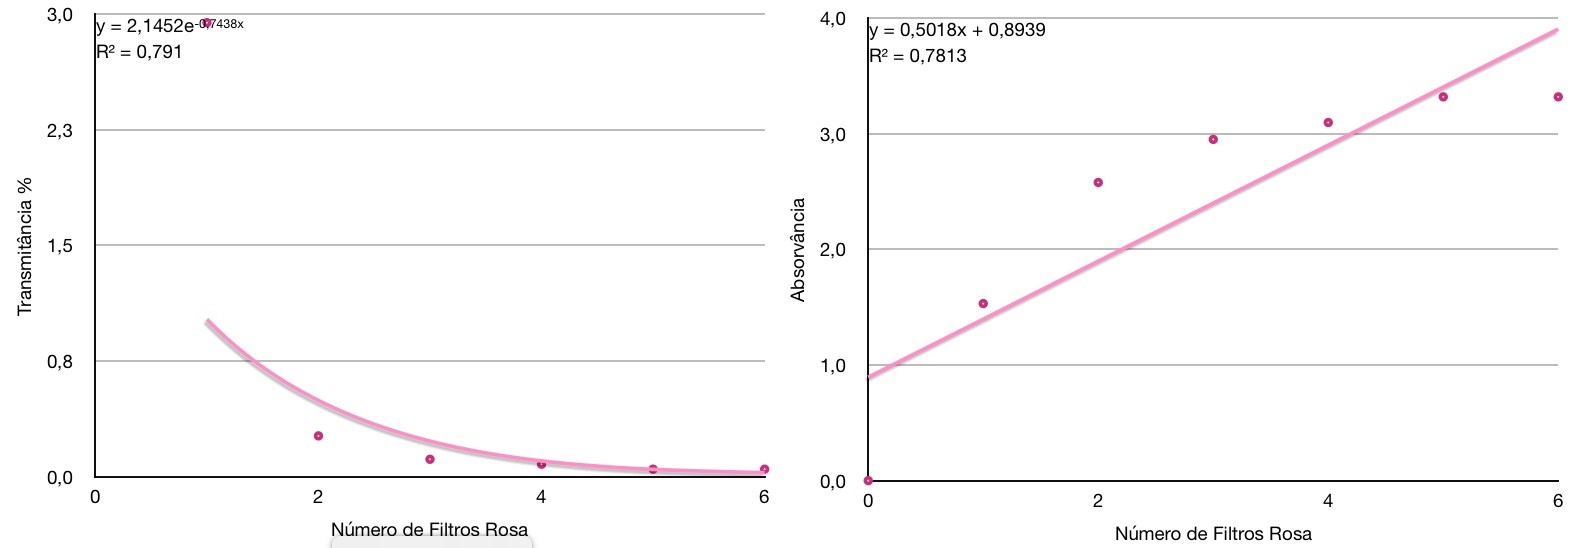 3,0
y = 2,1452e-0,7438x
R² = 0,791
2,3
1,5
0,8
0,0
Transmitância %
0 2 4 6
Número de Filtros Rosa
4,0
y = 0,5018x + 0,8939
R² = 0,7813
3,0
2,0
1,0
0,0
Absorvância
0 2 4 6
Número de Filtros Rosa